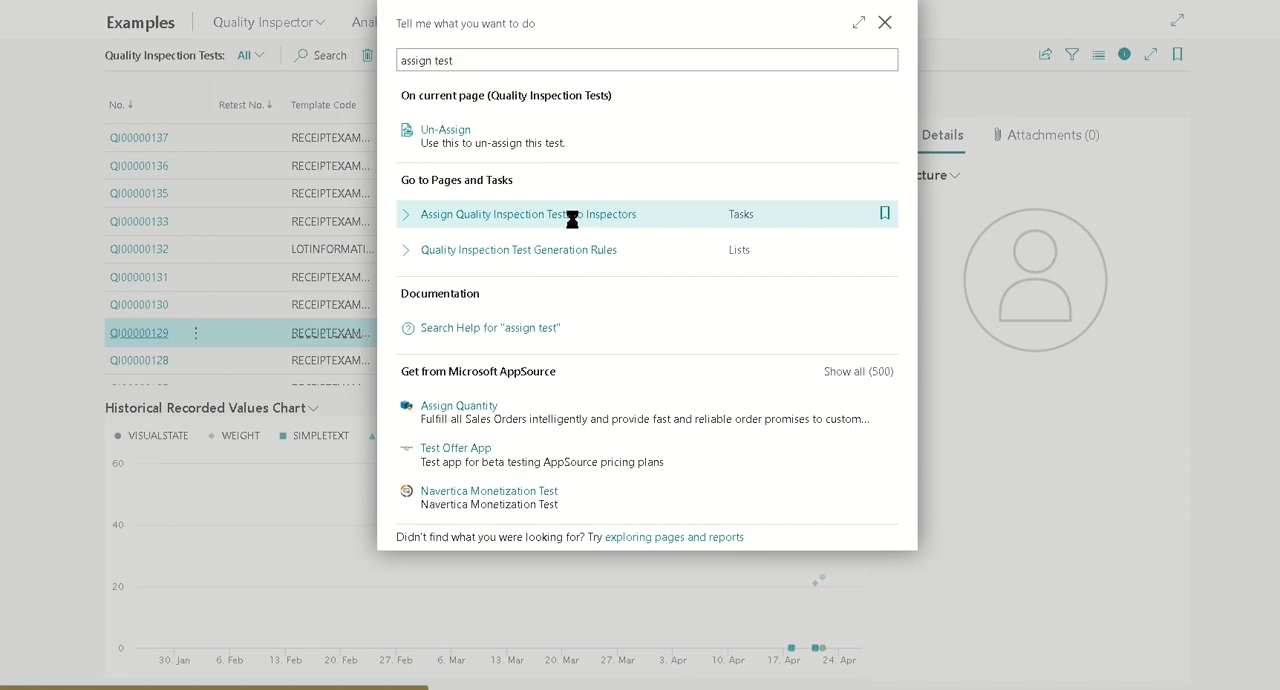 Examples
Quality Inspector
Anal
Quality Inspection Tests:
All
Search
No. ↓
Retest No. ↓
Template Code
QI00000137
RECEIPTEXAM...
QI00000136
RECEIPTEXAM...
QI00000135
RECEIPTEXAM...
QI00000133
RECEIPTEXAM...
QI00000132
LOTINFORMATI...
QI00000131
RECEIPTEXAM...
QI00000130
RECEIPTEXAM...
QI00000129
RECEIPTEXAM...
QI00000128
RECEIPTEXAM...
Historical Recorded Values Chart
VISUALSTATE
WEIGHT
SIMPLETEXT
60
40
20
0
30. Jan
6. Feb
13. Feb
20. Feb
27. Feb
6. Mar
13. Mar
20. Mar
27. Mar
3. Apr
10. Apr
17. Apr
24. Apr
Tell me what you want to do
assign test
On current page (Quality Inspection Tests)
Un-Assign
Use this to un-assign this test.
Go to Pages and Tasks
Assign Quality Inspection Test to Inspectors
Tasks
Quality Inspection Test Generation Rules
Lists
Documentation
Search Help for "assign test"
Get from Microsoft AppSource
Show all (500)
Assign Quantity
Fulfill all Sales Orders intelligently and provide fast and reliable order promises to custom...
Test Offer App
Test app for beta testing AppSource pricing plans
Navertica Monetization Test
Navertica Monetization Test
Didn't find what you were looking for? Try exploring pages and reports
Details
Attachments (0)
cture